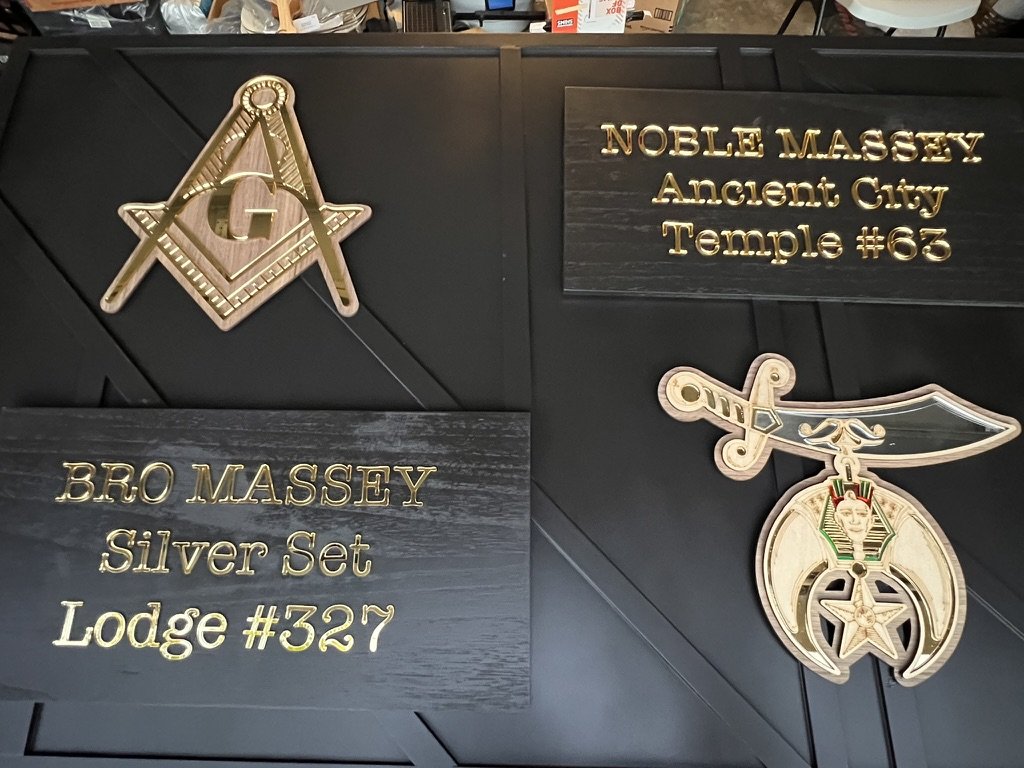 G
NOBLE MASSEY
Ancient City
Temple #63
BRO MASSEY
Silver Set
Lodge #327